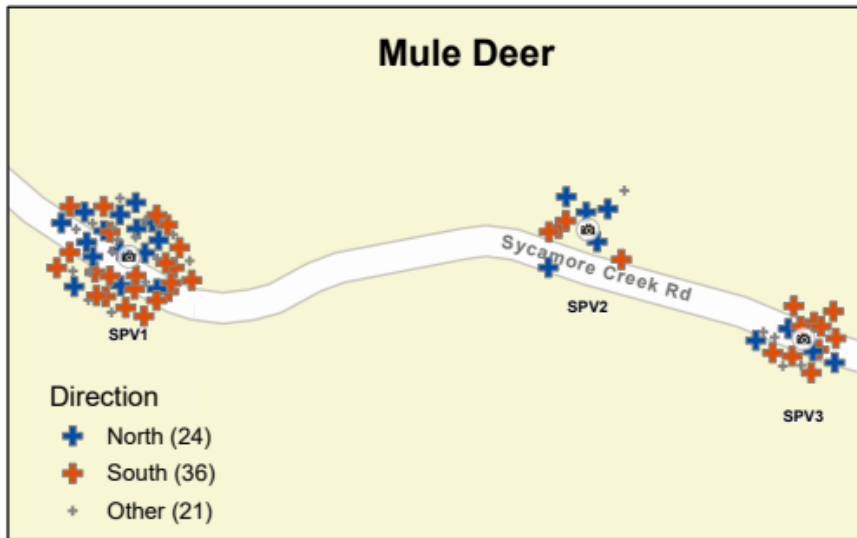 Mule Deer
Sycamore Creek Rd
SPV1
SPV2
SPV3
Direction
North (24)
South (36)
Other (21)